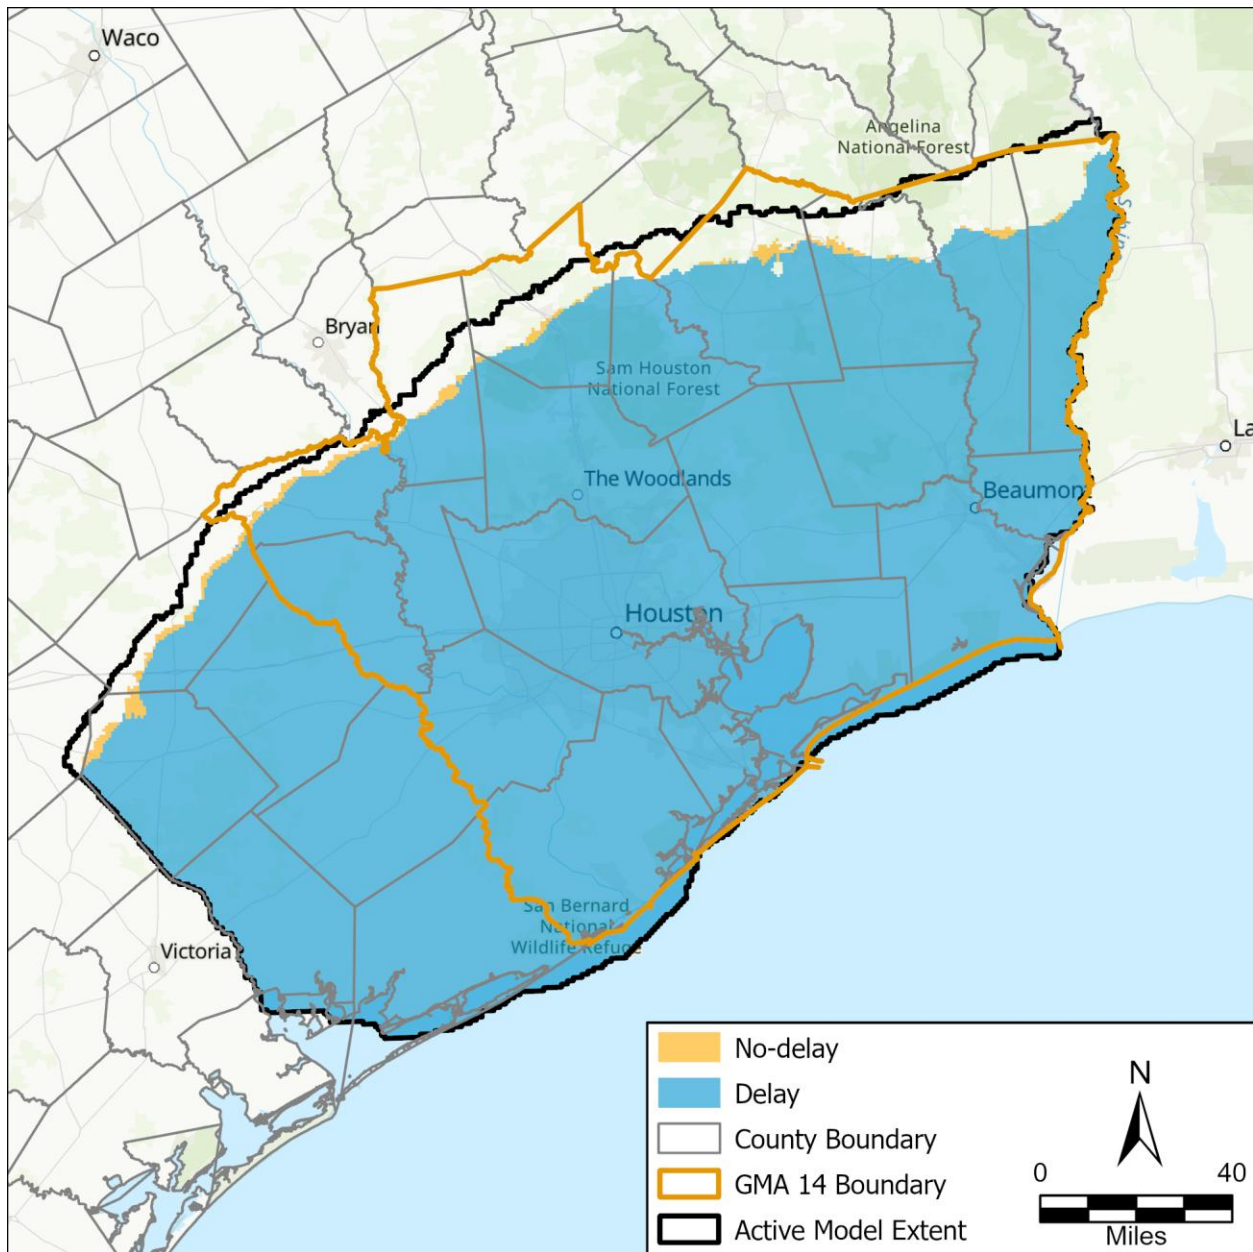 Waco
Angelina
National Forest
Sabin
Bryan
Sam Houston
National Forest
La
The Woodlands
Beaumont
Houston
San Bernard
National
Wildlife Refuge
Victoria
No-delay
Delay
County Boundary
GMA 14 Boundary
Active Model Extent
N
0 40
Miles